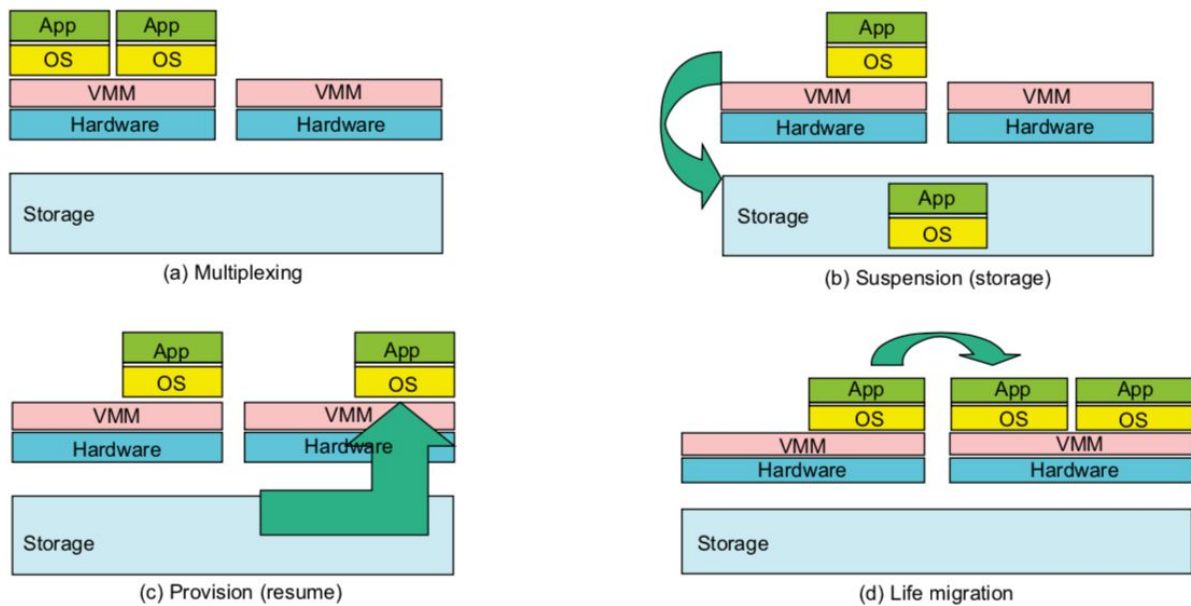 App App
OS OS
VMM VMM
Hardware Hardware
Storage
(a) Multiplexing
App
OS
VMM VMM
Hardware Hardware
App
Storage
OS
(b) Suspension (storage)
App App
OS OS
VMM VMM
Hardware Hardware
Storage
(c) Provision (resume)
App App App
OS OS OS
VMM VMM
Hardware Hardware
Storage
(d) Life migration